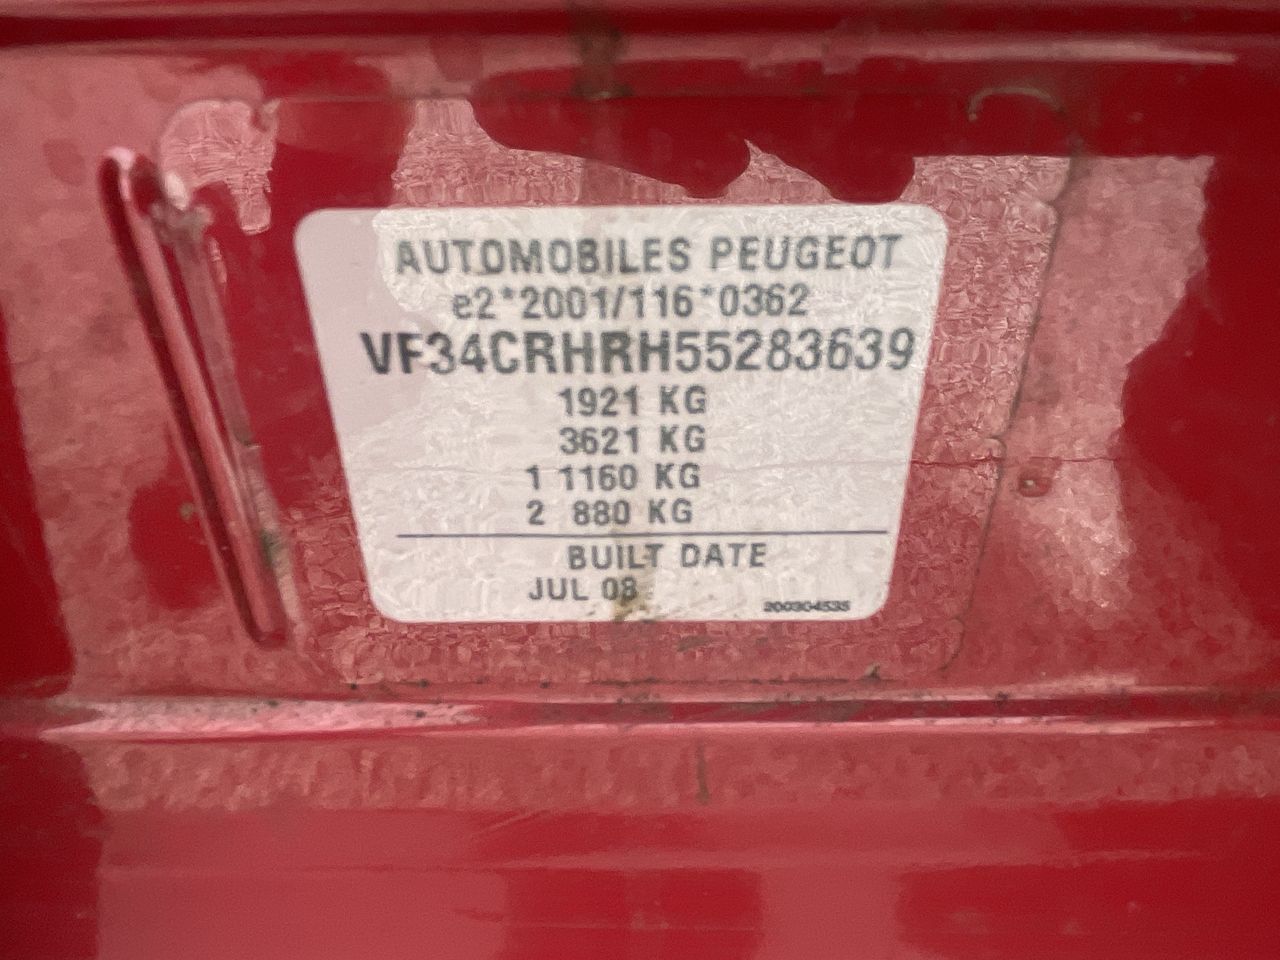 AUTOMOBILES PEUGEOT
e2*2001/116*0362
VF34CRHRH55283639
1921 KG
3621 KG
1 1160 KG
2 880 KG
BUILT DATE
JUL 08
200304535